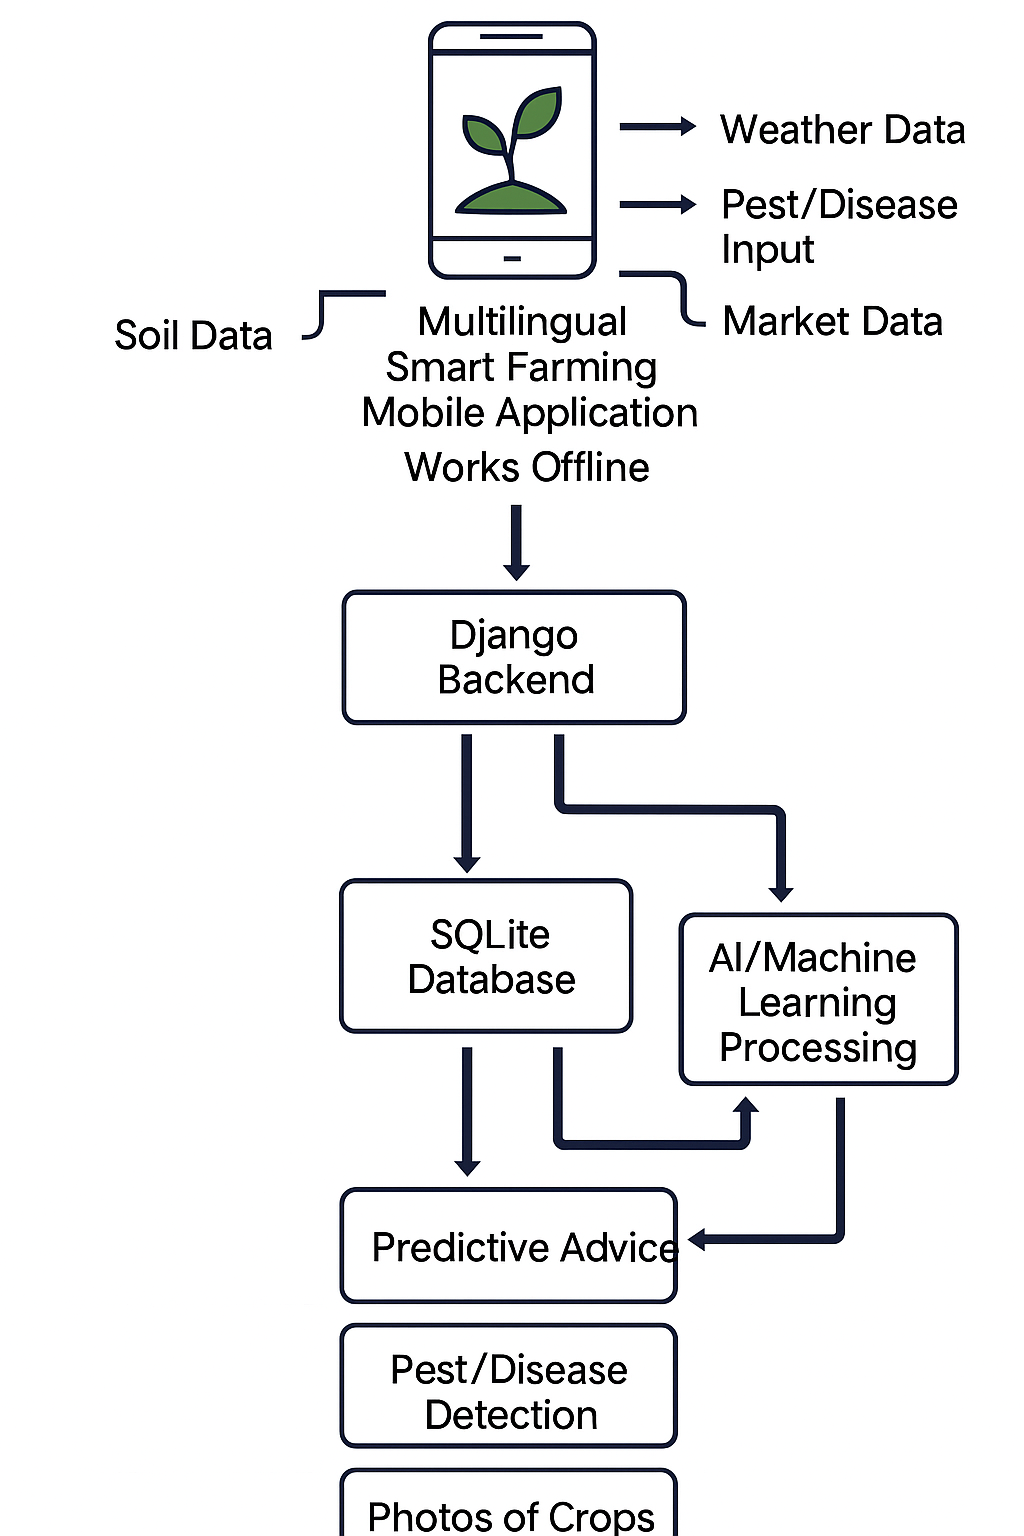 Weather Data
Pest/Disease
Input
Soil Data
Market Data
Multilingual
Smart Farming
Mobile Application
Works Offline
Django
Backend
SQLite
Database
AI/Machine
Learning
Processing
Predictive Advice
Pest/Disease
Detection
Photos of Crops